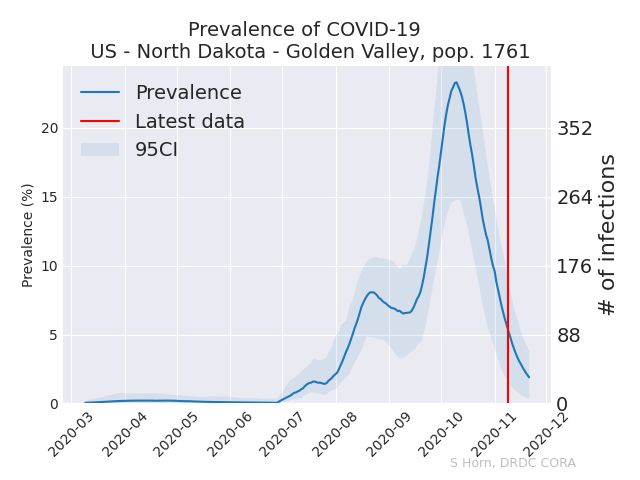 Prevalence of COVID-19
US - North Dakota - Golden Valley, pop. 1761
Prevalence
Latest data
95CI
Prevalence (%)
20
15
10
5
0
352
264
176
88
0
# of infections
2020-03
2020-04
2020-05
2020-06
2020-07
2020-08
2020-09
2020-10
2020-11
2020-12
S Horn, DRDC CORA